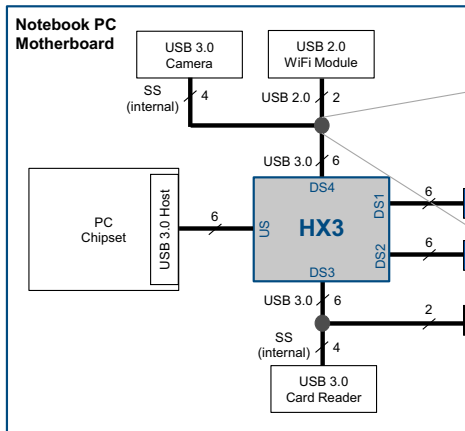 Notebook PC
Motherboard
USB 3.0
Camera
USB 2.0
WiFi Module
SS
(internal)
4
USB 2.0
2
USB 3.0
6
DS4
PC
Chipset
USB 3.0 Host
6
US
HX3
DS1
6
DS2
6
DS3
USB 3.0
6
2
SS
(internal)
4
USB 3.0
Card Reader